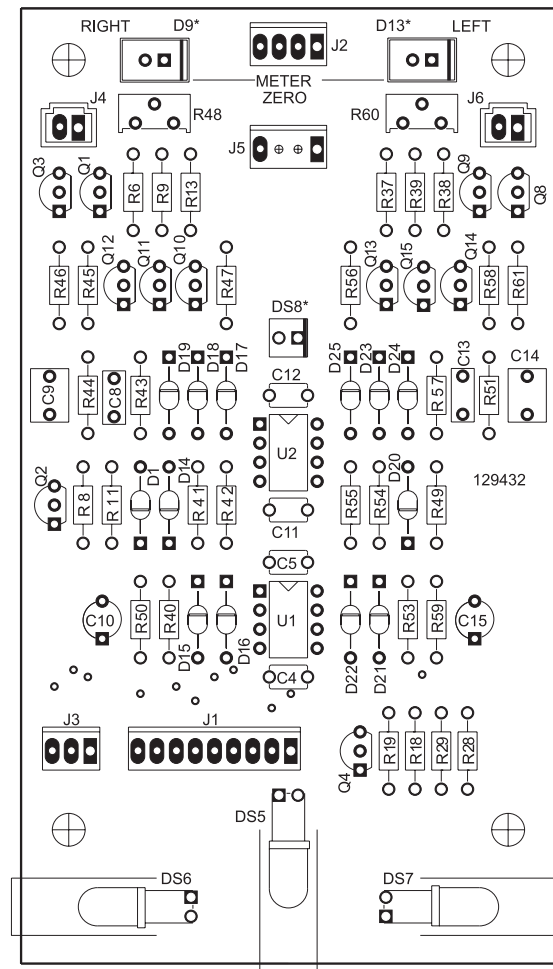 RIGHT D9* J2 D13* LEFT
METER
ZERO
J4 R48 R60 J6
J5
Q3 Q1 R6 R9 R13 R37 R39 R38 Q9 Q8
R46 R45 Q12 Q11 Q10 R47 R56 Q13 Q15 Q14 R58 R61
DS8*
C9 R44 C8 R43 D19 D18 D17 C12 D25 D23 D24 R57 C13 R51 C14
U2
Q2 R8 R11 D1 D14 R41 R42 C11 R55 R54 D20 R49 129432
C5
C10 R50 R40 D15 D16 U1 D22 D21 R53 R59 C15
C4
J3 J1
Q4 R19 R18 R29 R28
DS5
DS6 DS7